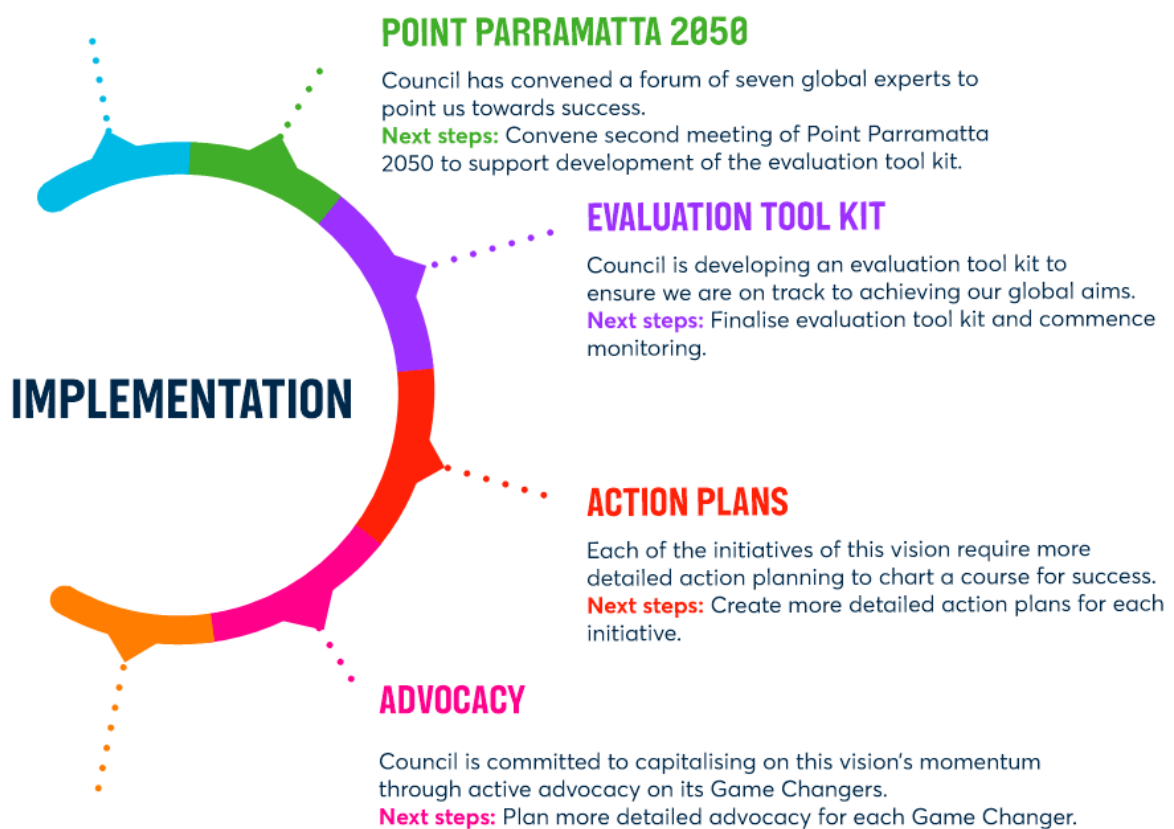 POINT PARRAMATTA 2050
Council has convened a forum of seven global experts to
point us towards success.
Next steps: Convene second meeting of Point Parramatta
2050 to support development of the evaluation tool kit.
EVALUATION TOOL KIT
Council is developing an evaluation tool kit to
ensure we are on track to achieving our global aims.
Next steps: Finalise evaluation tool kit and commence
monitoring.
IMPLEMENTATION
ACTION PLANS
Each of the initiatives of this vision require more
detailed action planning to chart a course for success.
Next steps: Create more detailed action plans for each
initiative.
ADVOCACY
Council is committed to capitalising on this vision's momentum
through active advocacy on its Game Changers.
Next steps: Plan more detailed advocacy for each Game Changer.